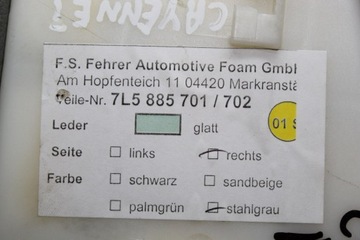 CAYENNE
F.S. Fehrer Automotive Foam Gmb
Am Hopfenteich 11 04420 Markranstä
Teile-Nr. 7L5 885 701 / 702
Leder glatt
01 S
Seite links rechts
Farbe schwarz sandbeige
palmgrün stahlgrau